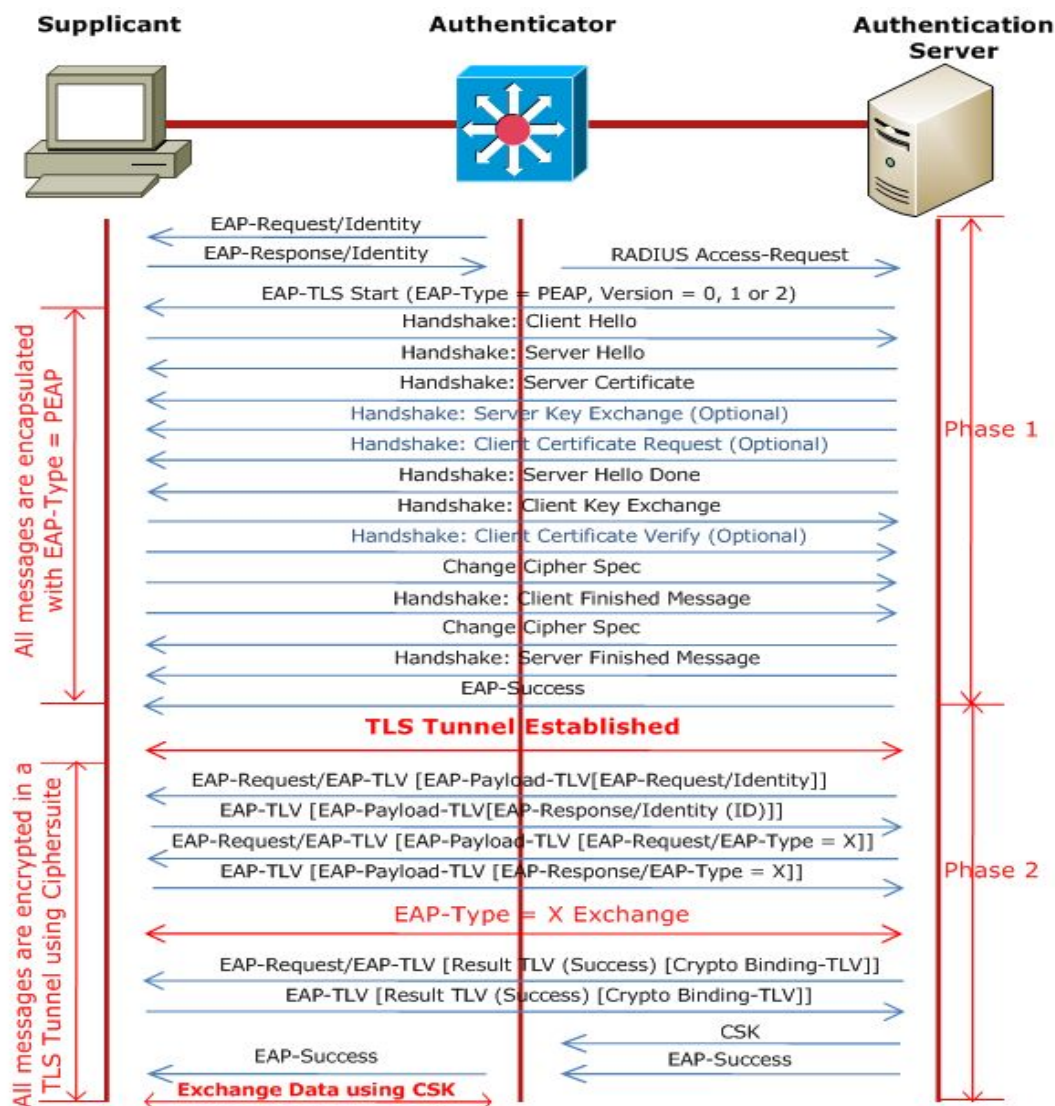 Supplicant
Authenticator
Authentication
Server
EAP-Request/Identity
EAP-Response/Identity
RADIUS Access-Request
EAP-TLS Start (EAP-Type = PEAP, Version = 0, 1 or 2)
Handshake: Client Hello
Handshake: Server Hello
Handshake: Server Certificate
Handshake: Server Key Exchange (Optional)
Handshake: Client Certificate Request (Optional)
Handshake: Server Hello Done
Handshake: Client Key Exchange
Handshake: Client Certificate Verify (Optional)
Change Cipher Spec
Handshake: Client Finished Message
Change Cipher Spec
Handshake: Server Finished Message
EAP-Success
All messages are encapsulated
with EAP-Type = PEAP
Phase 1
TLS Tunnel Established
EAP-Request/EAP-TLV [EAP-Payload-TLV[EAP-Request/Identity]]
EAP-TLV [EAP-Payload-TLV[EAP-Response/Identity (ID)]]
EAP-Request/EAP-TLV [EAP-Payload-TLV [EAP-Request/EAP-Type = X]]
EAP-TLV [EAP-Payload-TLV [EAP-Response/EAP-Type = X]]
EAP-Type = X Exchange
EAP-Request/EAP-TLV [Result TLV (Success) [Crypto Binding-TLV]]
EAP-TLV [Result TLV (Success) [Crypto Binding-TLV]]
CSK
EAP-Success
EAP-Success
Exchange Data using CSK
All messages are encrypted in a
TLS Tunnel using Ciphersuite
Phase 2